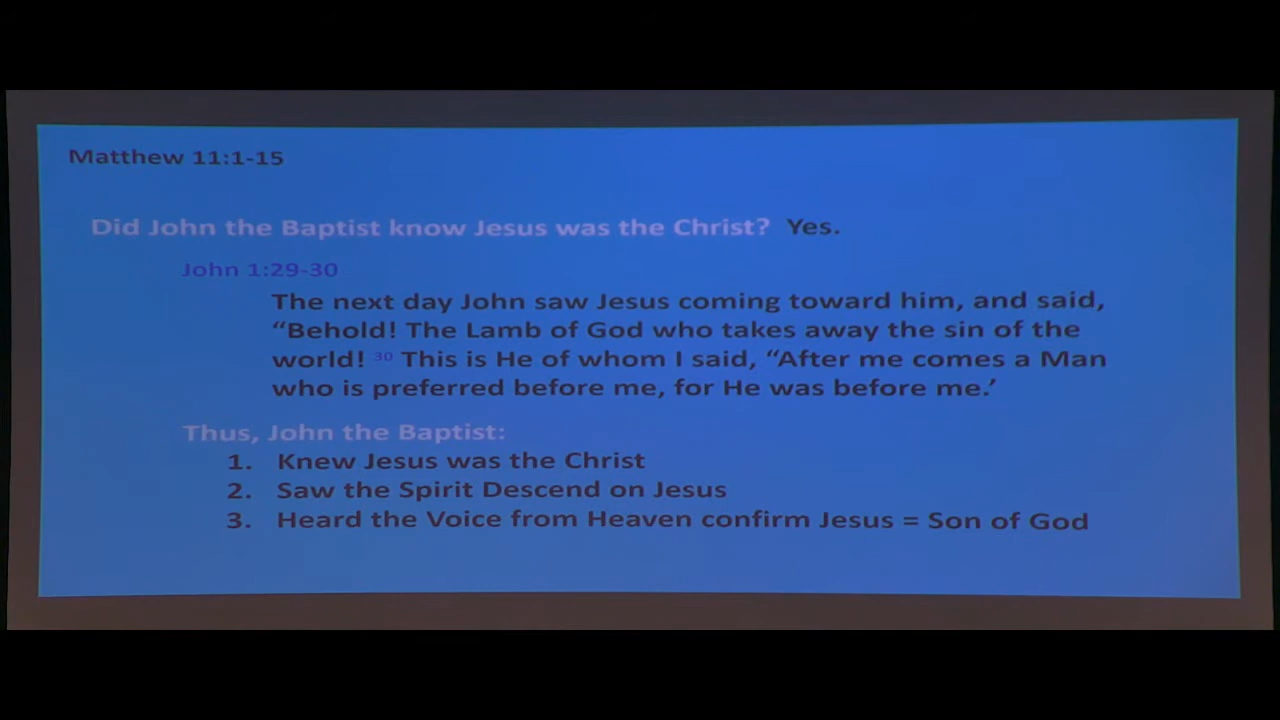 Matthew 11:1-15
Did John the Baptist know Jesus was the Christ? Yes.
John 1:29-30
The next day John saw Jesus coming toward him, and said,
“Behold! The Lamb of God who takes away the sin of the
world! 30 This is He of whom I said, “After me comes a Man
who is preferred before me, for He was before me.’
Thus, John the Baptist:
1. Knew Jesus was the Christ
2. Saw the Spirit Descend on Jesus
3. Heard the Voice from Heaven confirm Jesus = Son of God